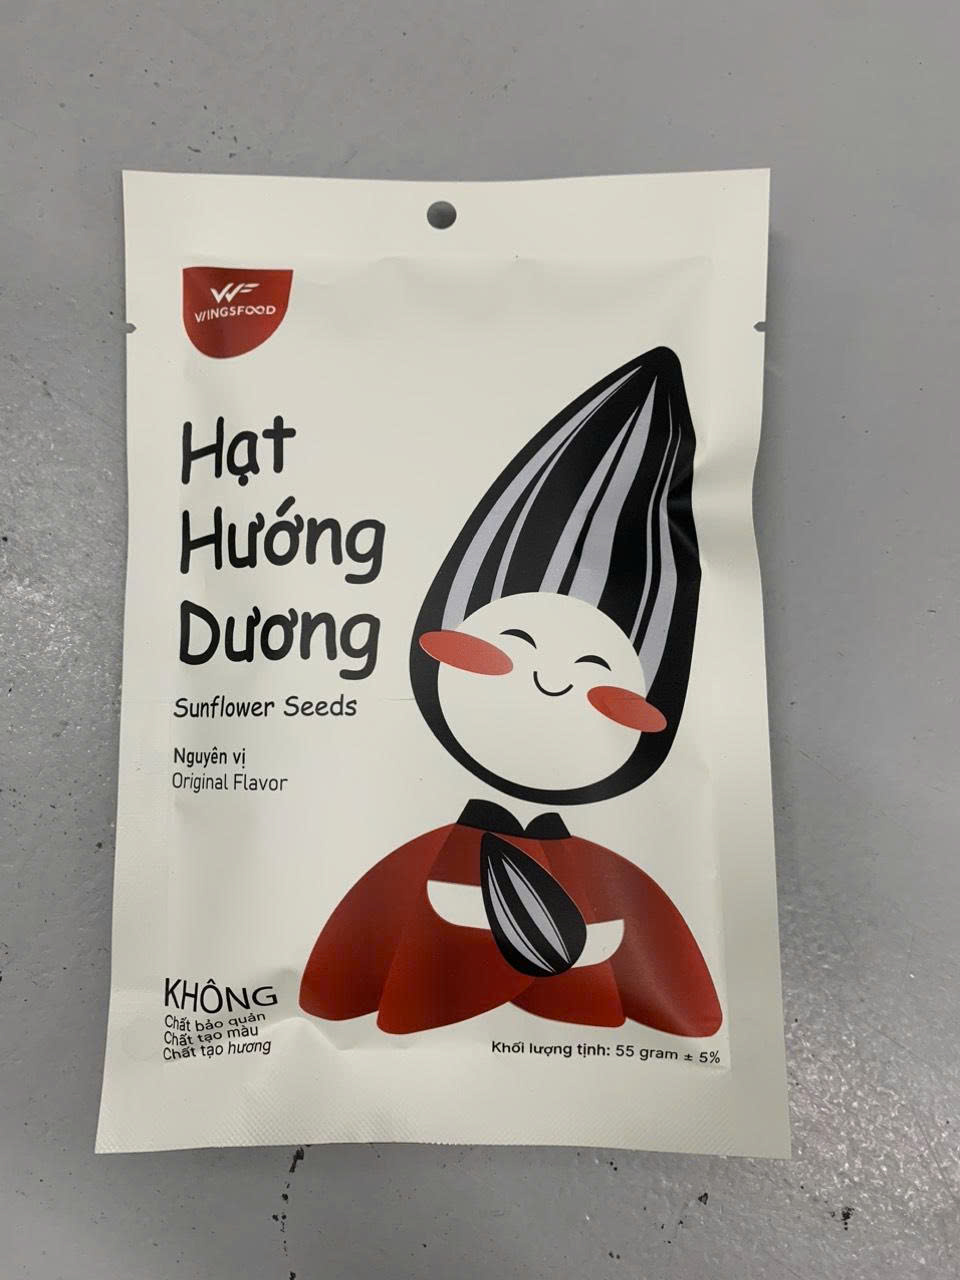 WF
WINGSFOOD
Hạt
Hướng
Dương
Sunflower Seeds
Nguyên vị
Original Flavor
KHÔNG
Chất bảo quản
Chất tạo màu
Chất tạo hương
Khối lượng tịnh: 55 gram ± 5%